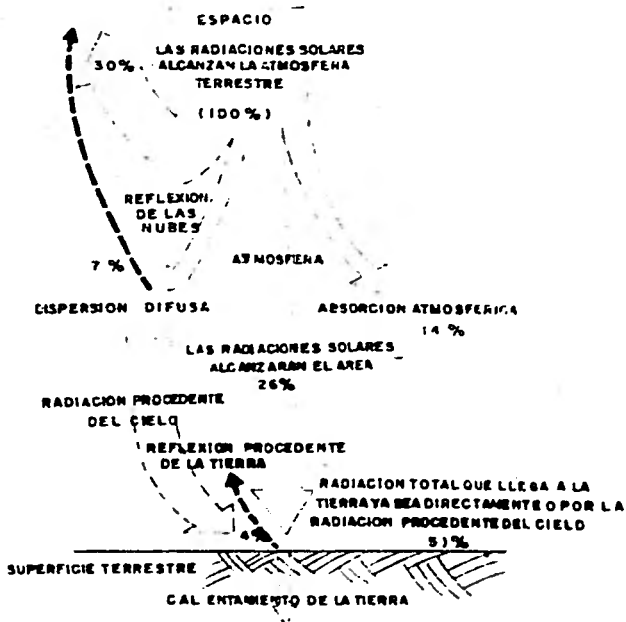 ESPACIO
LAS RADIACIONES SOLARES
30%. ALCANZAN LA ATMOSFERA
TERRESTRE
(100%)
REFLEXION.
DE LAS
NUBES
7%
ATMOSFERA
DISPERSION DIFUSA
ABSORCION ATMOSFERICA
14%
LAS RADIACIONES SOLARES
ALCANZARAN EL AREA
26%
RADIACION PROCEDENTE
DEL CIELO
REFLEXION PROCEDENTE
DE LA TIERRA
RADIACION TOTAL QUE LLEGA A LA
TIERRA YA SEA DIRECTAMENTE O POR LA
RADIACION PROCEDENTE DEL CIELO
4%
51%
SUPERFICIE TERRESTRE
CALENTAMIENTO DE LA TIERRA